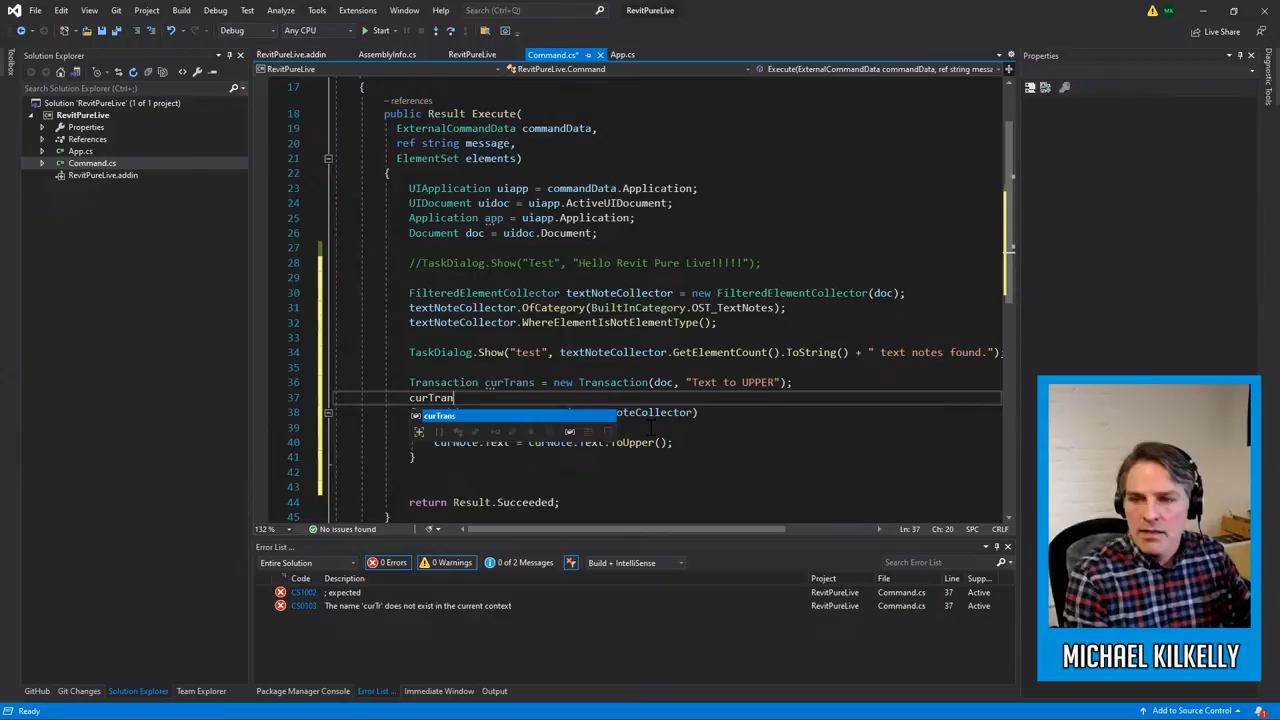 File Edit View Git Project Build Debug Test Analyze Tools Extensions Window Help Search (Ctrl+Q) RevitPureLive MK
Debug Any CPU Start Live Share
Toolbox
Solution Explorer
Search Solution Explorer (Ctrl+;)
Solution 'RevitPureLive' (1 of 1 project)
RevitPureLive
Properties
References
App.cs
Command.cs
RevitPureLive.addin
RevitPureLive.addin AssemblyInfo.cs RevitPureLive Command.cs* App.cs
RevitPureLive RevitPureLive.Command Execute(ExternalCommandData commandData, ref string messa
17 {
– references
18 public Result Execute(
19 ExternalCommandData commandData,
20 ref string message,
21 ElementSet elements)
22 {
23 UIApplication uiapp = commandData.Application;
24 UIDocument uidoc = uiapp.ActiveUIDocument;
25 Application app = uiapp.Application;
26 Document doc = uidoc.Document;
27
28 //TaskDialog.Show("Test", "Hello Revit Pure Live!!!!!");
29
30 FilteredElementCollector textNoteCollector = new FilteredElementCollector(doc);
31 textNoteCollector.OfCategory(BuiltInCategory.OST_TextNotes);
32 textNoteCollector.WhereElementIsNotElementType();
33
34 TaskDialog.Show("test", textNoteCollector.GetElementCount().ToString() + " text notes found.");
35
36 Transaction curTrans = new Transaction(doc, "Text to UPPER");
37 curTran
38 noteCollector)
curTrans
39
40 curNote.Text = curNote.Text.ToUpper();
41 }
42
43
44 return Result.Succeeded;
45 }
132 % No issues found Ln: 37 Ch: 20 SPC CRLF
Error List ...
Entire Solution 0 Errors 0 Warnings 0 of 2 Messages Build + IntelliSense Search Error List
Code Description Project File Line Supp...
CS1002 ; expected RevitPureLive Command.cs 37 Active
CS0103 The name 'curTr' does not exist in the current context RevitPureLive Command.cs 37 Active
GitHub Git Changes Solution Explorer Team Explorer Package Manager Console Error List ... Immediate Window Output
Ready Add to Source Control
Properties
Diagnostic Tools
MICHAEL KILKELLY